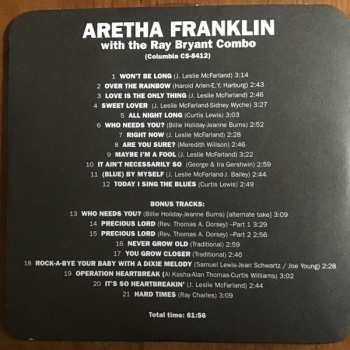 ARETHA FRANKLIN
with the Ray Bryant Combo
(Columbia CS-8412)
1 WON'T BE LONG (J. Leslie McFarland) 3:14
2 OVER THE RAINBOW (Harold Arlen-E.Y. Harburg) 2:43
3 LOVE IS THE ONLY THING (J. Leslie McFarland) 2:46
4 SWEET LOVER (J. Leslie McFarland-Sidney Wyche) 3:27
5 ALL NIGHT LONG (Curtis Lewis) 3:03
6 WHO NEEDS YOU? (Billie Holiday-Jeanne Burns) 2:52
7 RIGHT NOW (J. Leslie McFarland) 2:28
8 ARE YOU SURE? (Meredith Willson) 2:46
9 MAYBE I'M A FOOL (J. Leslie McFarland) 3:22
10 IT AIN'T NECESSARILY SO (George & Ira Gershwin) 2:59
11 (BLUE) BY MYSELF (J. Leslie McFarland-J. Bailey) 2:44
12 TODAY I SING THE BLUES (Curtis Lewis) 2:49
BONUS TRACKS:
13 WHO NEEDS YOU? (Billie Holiday-Jeanne Burns) [alternate take] 3:09
14 PRECIOUS LORD (Rev. Thomas A. Dorsey) –Part 1 3:29
15 PRECIOUS LORD (Rev. Thomas A. Dorsey) –Part 2 2:56
16 NEVER GROW OLD (Traditional) 2:59
17 YOU GROW CLOSER (Traditional) 2:46
18 ROCK-A-BYE YOUR BABY WITH A DIXIE MELODY (Samuel Lewis-Jean Schwartz / Joe Young) 2:28
19 OPERATION HEARTBREAK (Al Kasha-Alan Thomas-Curtis Williams) 3:02
20 IT'S SO HEARTBREAKIN' (J. Leslie McFarland) 2:41
21 HARD TIMES (Ray Charles) 3:09
Total time: 61:56